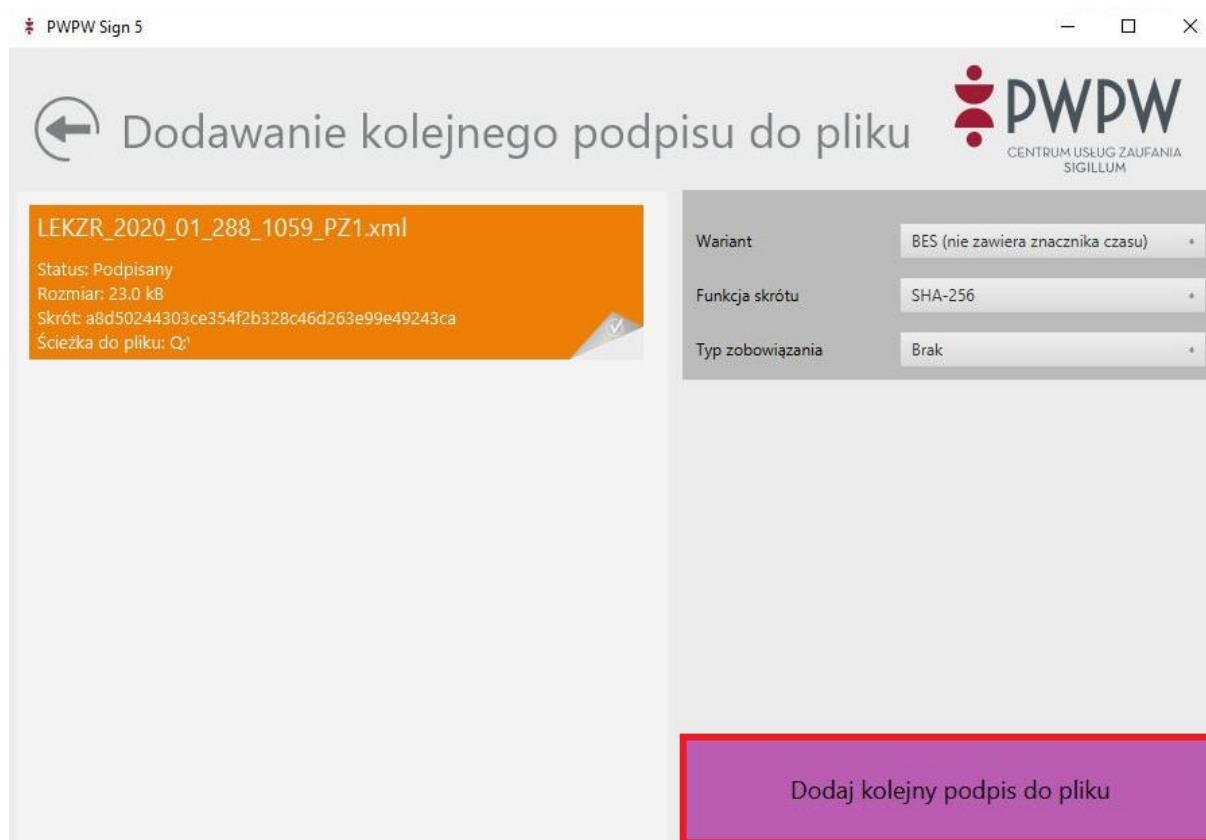 PWPW Sign 5
Dodawanie kolejnego podpisu do pliku
PWPW
CENTRUM USŁUG ZAUFANIA
SIGILLUM
LEKZR_2020_01_288_1059_PZ1.xml
Status: Podpisany
Rozmiar: 23.0 kB
Skrót: a8d50244303ce354f2b328c46d263e99e49243ca
Ścieżka do pliku: Q:\
Wariant
BES (nie zawiera znacznika czasu)
Funkcja skrótu
SHA-256
Typ zobowiązania
Brak
Dodaj kolejny podpis do pliku